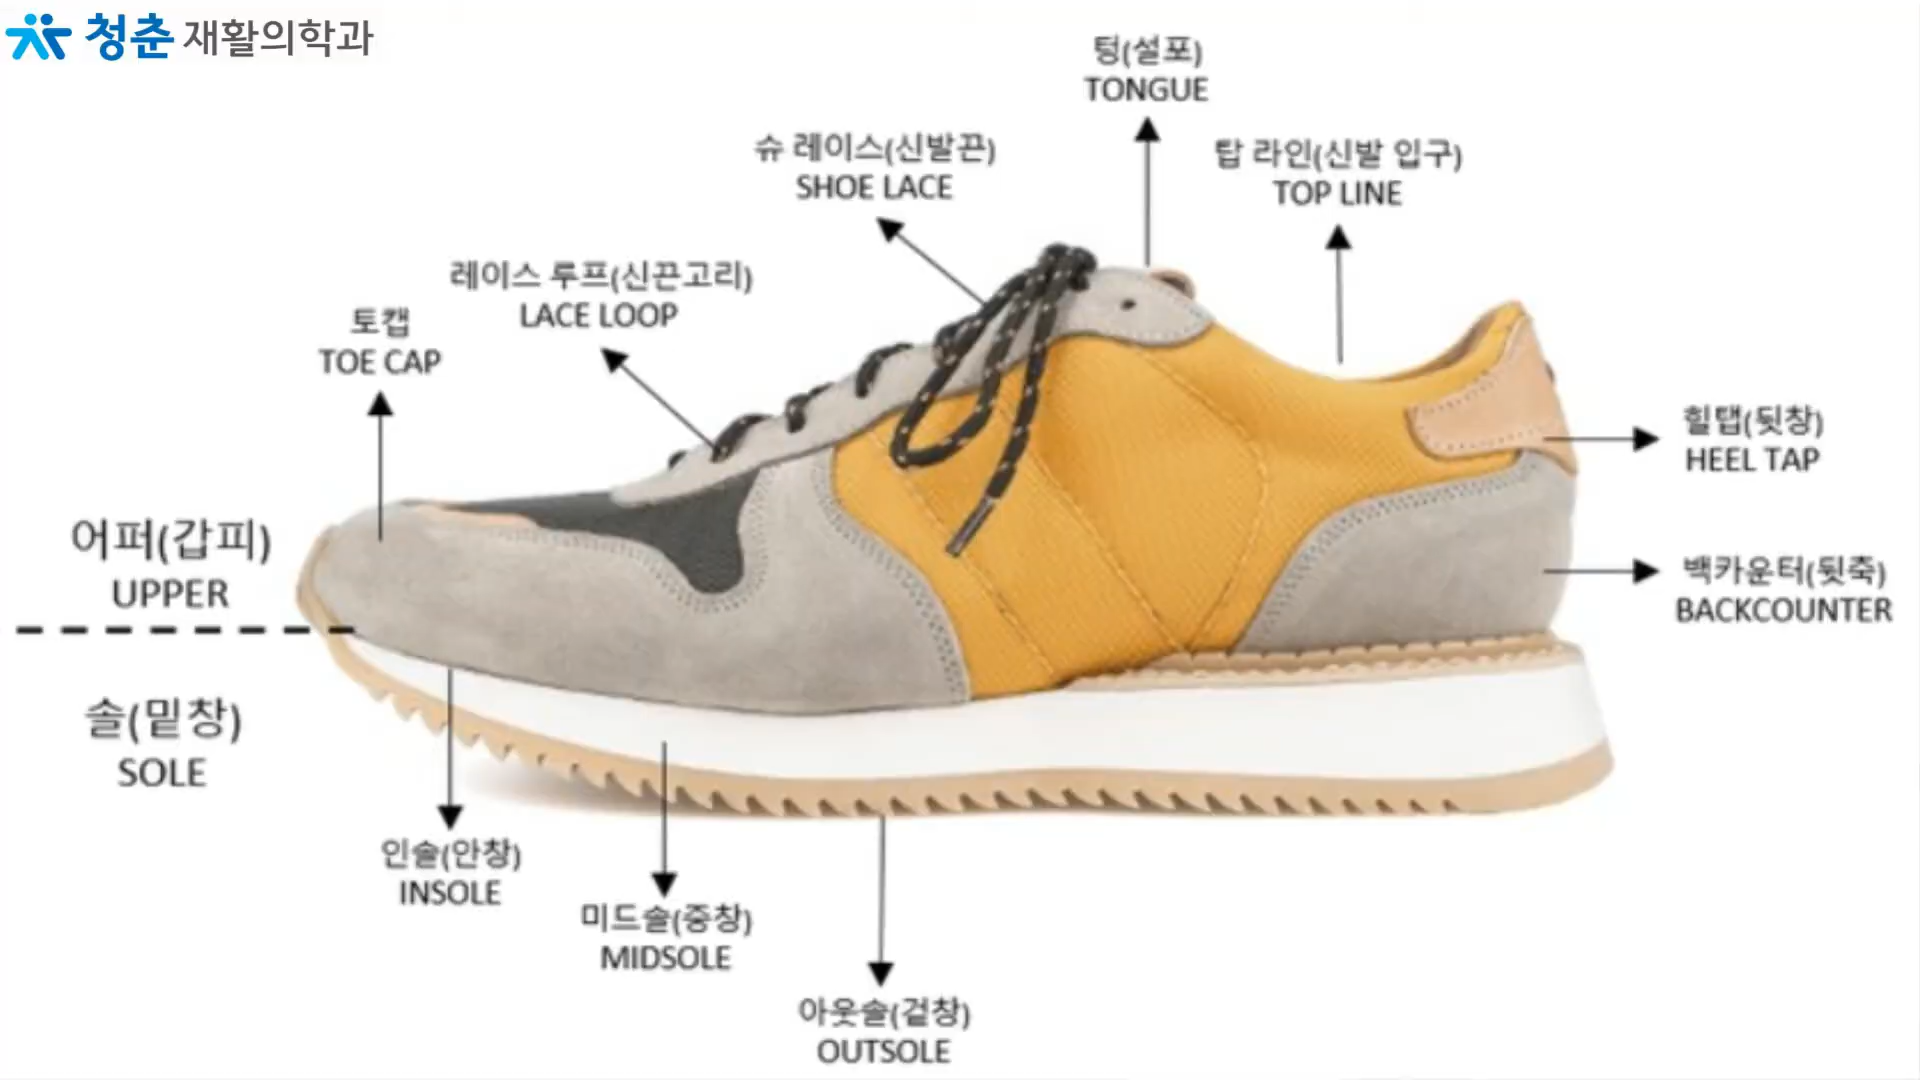 청춘 재활의학과
텅(설포)
TONGUE
슈 레이스(신발끈)
SHOE LACE
탑 라인(신발 입구)
TOP LINE
레이스 루프(신끈고리)
LACE LOOP
토캡
TOE CAP
힐탭(뒷창)
HEEL TAP
어퍼(갑피)
UPPER
백카운터(뒷축)
BACKCOUNTER
솔(밑창)
SOLE
인솔(안창)
INSOLE
미드솔(중창)
MIDSOLE
아웃솔(겉창)
OUTSOLE